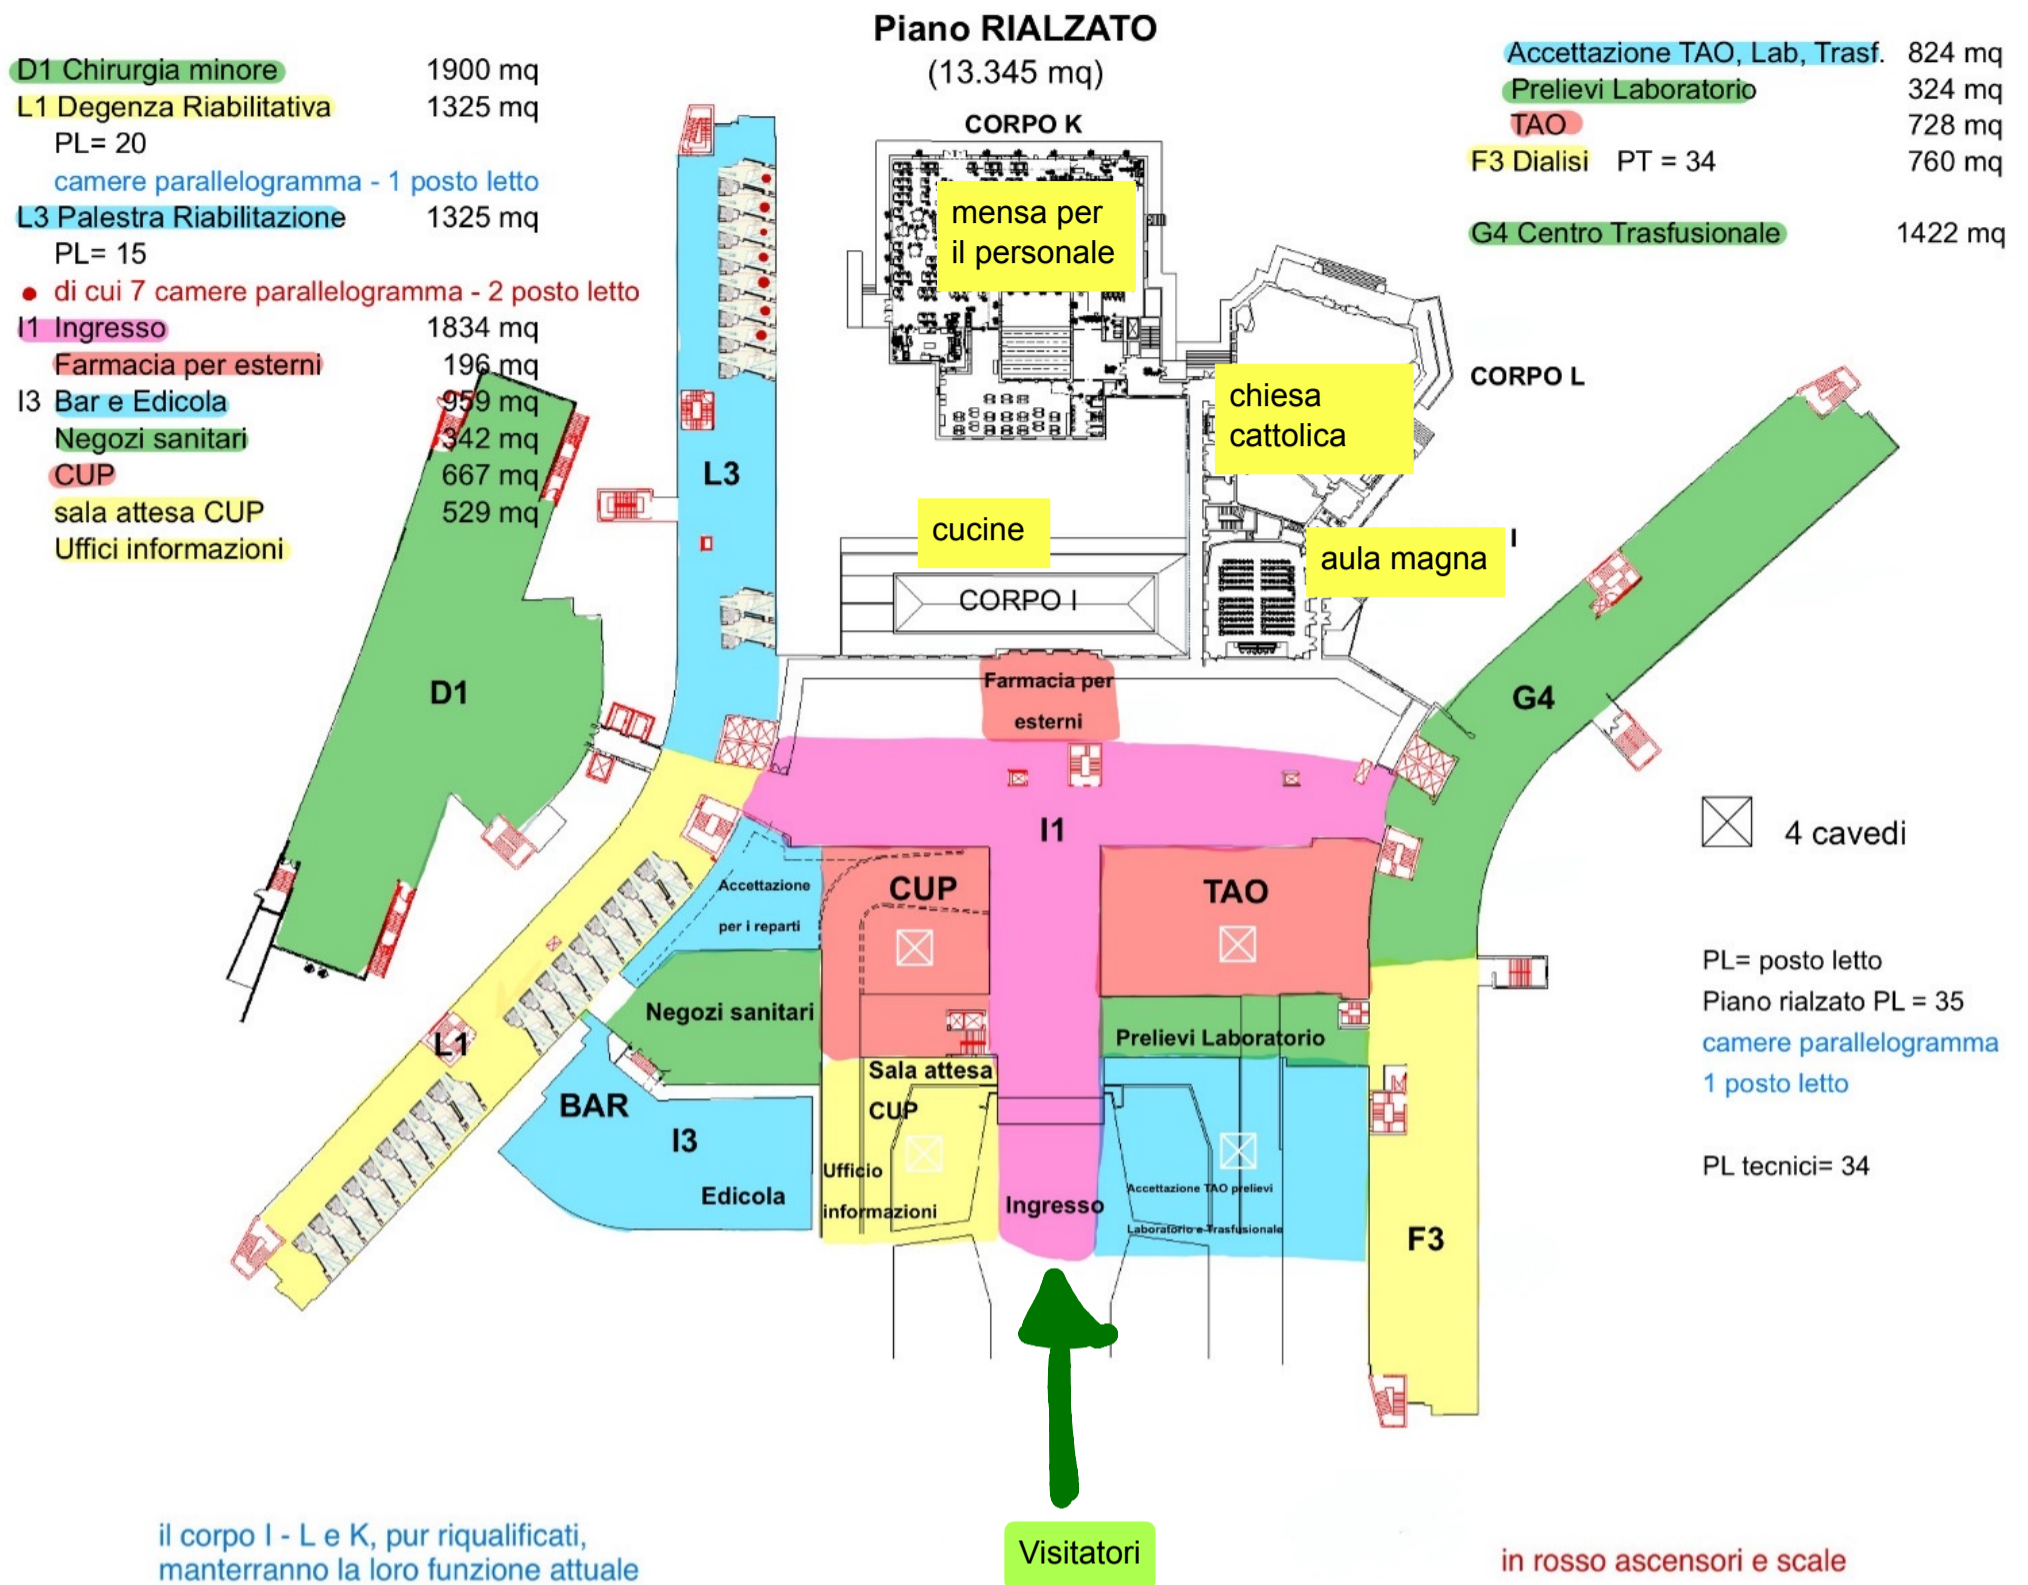 Piano RIALZATO
(13.345 mq)
D1 Chirurgia minore 1900 mq
L1 Degenza Riabilitativa 1325 mq
PL= 20
camere parallelogramma - 1 posto letto
L3 Palestra Riabilitazione 1325 mq
PL= 15
di cui 7 camere parallelogramma - 2 posto letto
I1 Ingresso 1834 mq
Farmacia per esterni 196 mq
I3 Bar e Edicola 959 mq
Negozi sanitari 342 mq
CUP 667 mq
sala attesa CUP 529 mq
Uffici informazioni
Accettazione TAO, Lab, Trasf. 824 mq
Prelievi Laboratorio 324 mq
TAO 728 mq
F3 Dialisi PT = 34 760 mq
G4 Centro Trasfusionale 1422 mq
CORPO K
mensa per
il personale
chiesa
cattolica
CORPO L
L3
cucine
aula magna
I
CORPO I
D1
Farmacia per
esterni
G4
I1
4 cavedi
Accettazione
per i reparti
CUP
TAO
L1
Negozi sanitari
Prelievi Laboratorio
Sala attesa
CUP
BAR
I3
Edicola
Ufficio
informazioni
Ingresso
Accettazione TAO prelievi
Laboratorio e Trasfusionale
F3
PL= posto letto
Piano rialzato PL = 35
camere parallelogramma
1 posto letto
PL tecnici= 34
Visitatori
il corpo I - L e K, pur riqualificati,
manterranno la loro funzione attuale
in rosso ascensori e scale